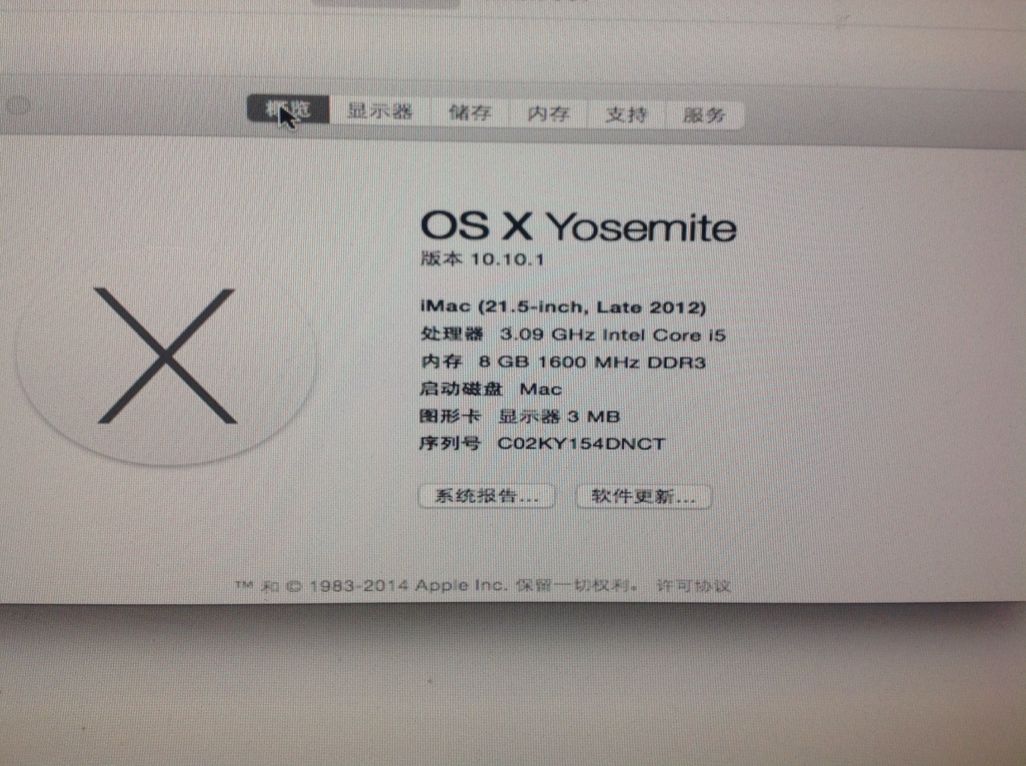 概览 显示器 储存 内存 支持 服务
OS X Yosemite
版本 10.10.1
iMac (21.5-inch, Late 2012)
处理器 3.09 GHz Intel Core i5
内存 8 GB 1600 MHz DDR3
启动磁盘 Mac
图形卡 显示器 3 MB
序列号 C02KY154DNCT
系统报告... 软件更新...
™ 和 © 1983-2014 Apple Inc. 保留一切权利。 许可协议